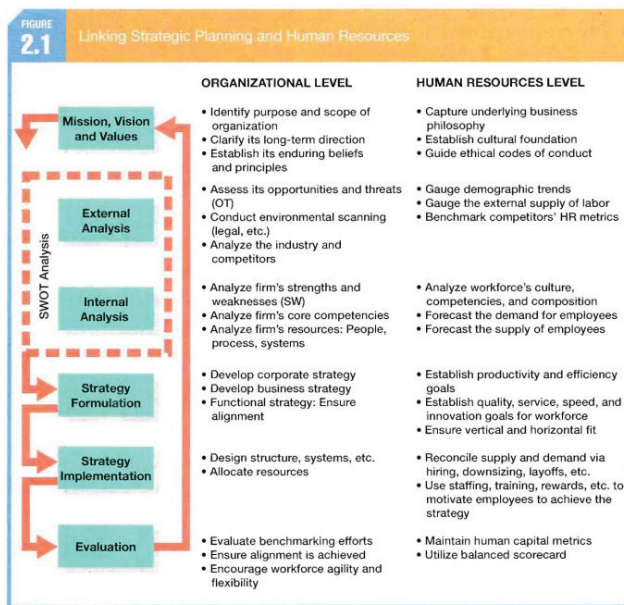 FIGURE
2.1
Linking Strategic Planning and Human Resources
ORGANIZATIONAL LEVEL
HUMAN RESOURCES LEVEL
Mission, Vision
and Values
• Identify purpose and scope of
organization
• Clarify its long-term direction
• Establish its enduring beliefs
and principles
• Capture underlying business
philosophy
• Establish cultural foundation
• Guide ethical codes of conduct
SWOT Analysis
External
Analysis
• Assess its opportunities and threats
(OT)
• Conduct environmental scanning
(legal, etc.)
• Analyze the industry and
competitors
• Gauge demographic trends
• Gauge the external supply of labor
• Benchmark competitors' HR metrics
Internal
Analysis
• Analyze firm's strengths and
weaknesses (SW)
• Analyze firm's core competencies
• Analyze firm's resources: People,
process, systems
• Analyze workforce's culture,
competencies, and composition
• Forecast the demand for employees
• Forecast the supply of employees
Strategy
Formulation
• Develop corporate strategy
• Develop business strategy
• Functional strategy: Ensure
alignment
• Establish productivity and efficiency
goals
• Establish quality, service, speed, and
innovation goals for workforce
• Ensure vertical and horizontal fit
Strategy
Implementation
• Design structure, systems, etc.
• Allocate resources
• Reconcile supply and demand via
hiring, downsizing, layoffs, etc.
• Use staffing, training, rewards, etc. to
motivate employees to achieve the
strategy
Evaluation
• Evaluate benchmarking efforts
• Ensure alignment is achieved
• Encourage workforce agility and
flexibility
• Maintain human capital metrics
• Utilize balanced scorecard